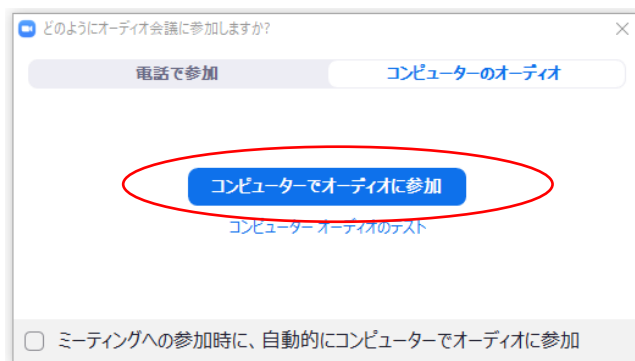 どのようにオーディオ会議に参加しますか?
電話で参加 コンピューターのオーディオ
コンピューターでオーディオに参加
コンピューター オーディオのテスト
ミーティングへの参加時に、自動的にコンピューターでオーディオに参加